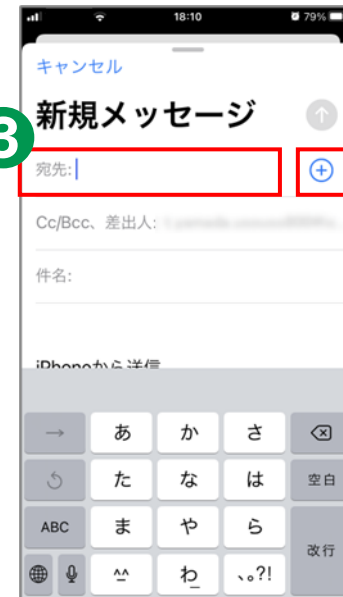 18:10
79%
キャンセル
新規メッセージ
3
宛先:
Cc/Bcc、差出人:
件名:
iPhoneから送信
→ あ か さ
た な は 空白
ABC ま や ら 改行
^^ わ_ 、。?!